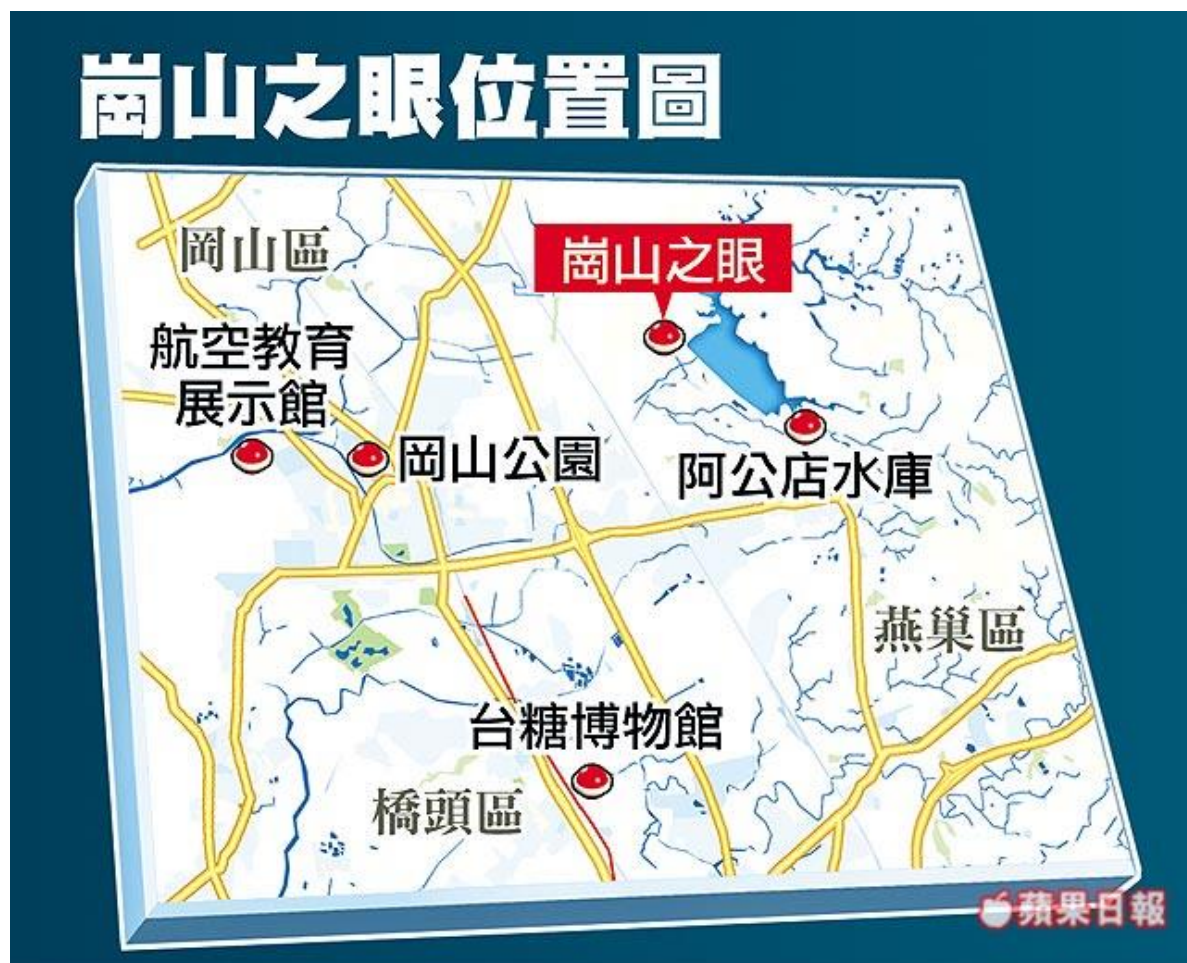 崗山之眼位置圖
岡山區
崗山之眼
航空教育
展示館
岡山公園
阿公店水庫
燕巢區
台糖博物館
橋頭區
蘋果日報